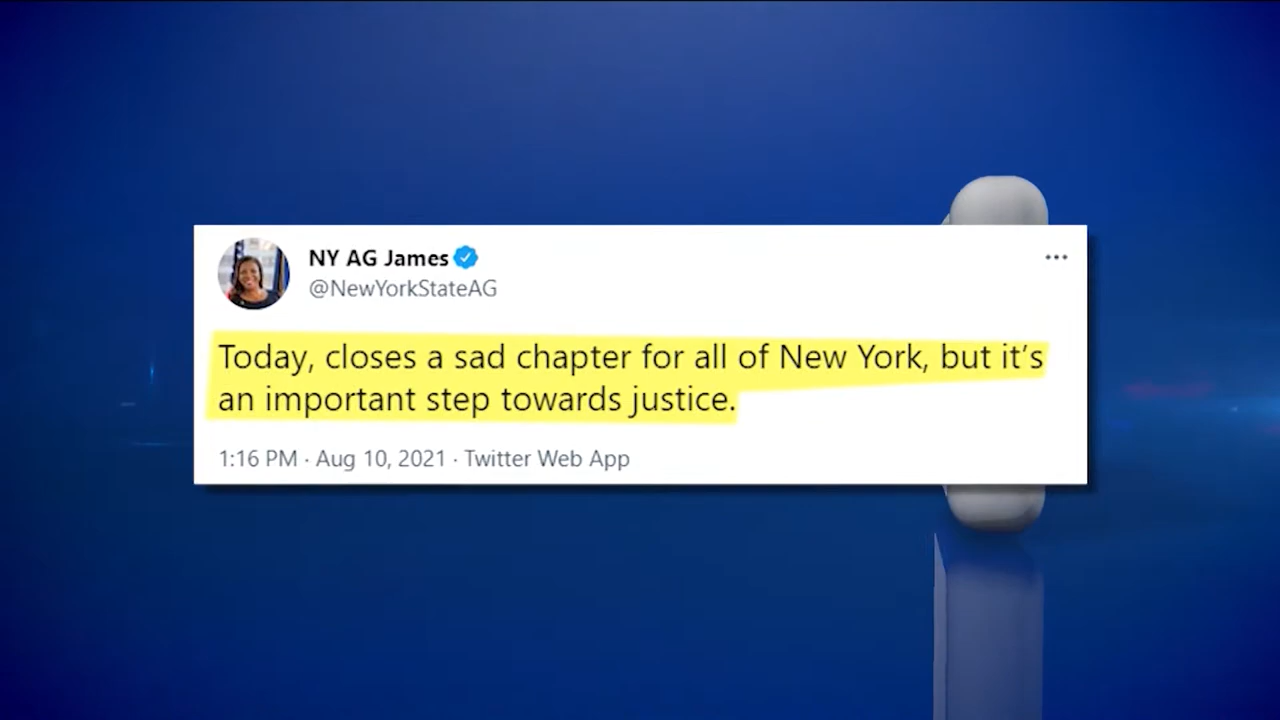 NY AG James
@NewYorkStateAG
Today, closes a sad chapter for all of New York, but it’s
an important step towards justice.
1:16 PM · Aug 10, 2021 · Twitter Web App